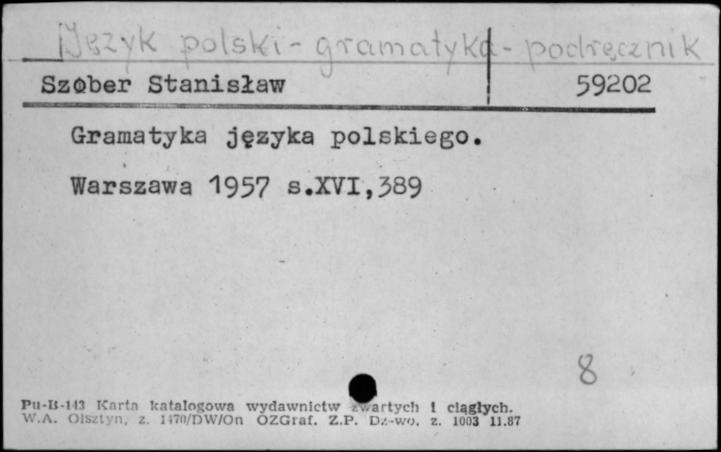 Język polski - gramatyka - podręcznik
Szober Stanisław 59202
Gramatyka języka polskiego.
Warszawa 1957 s.XVI,389
8
Pu-B-143 Karta katalogowa wydawnictw zwartych i ciągłych.
W.A. Olsztyn, z. 1470/DW/On OZGraf. Z.P. Dz-wo. z. 1003 11.87